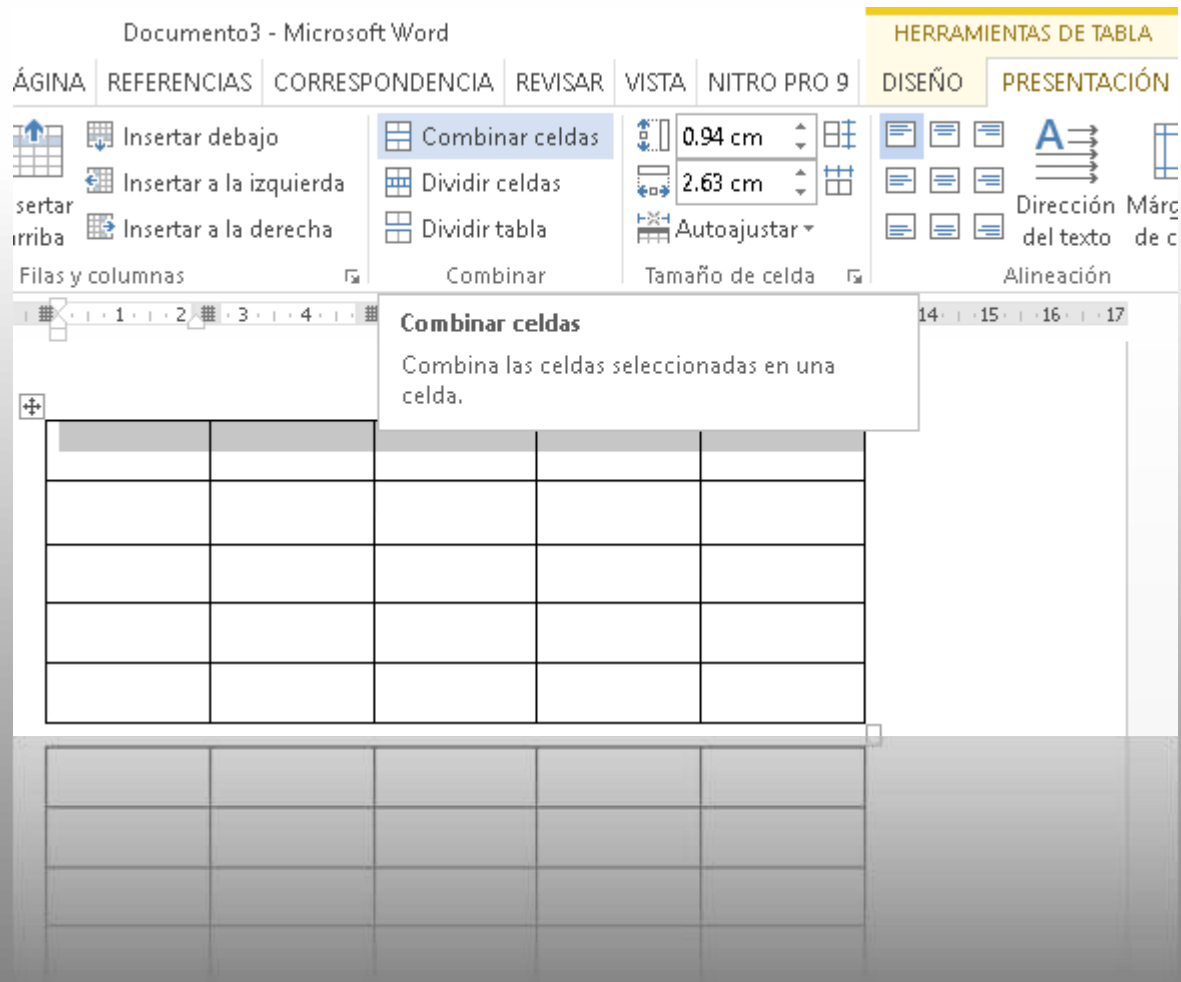 Documento3 - Microsoft Word
HERRAMIENTAS DE TABLA
ÁGINA REFERENCIAS CORRESPONDENCIA REVISAR VISTA NITRO PRO 9 DISEÑO PRESENTACIÓN
Insertar debajo
Insertar a la izquierda
Insertar a la derecha
sertar
rriba
Filas y columnas
Combinar celdas
Dividir celdas
Dividir tabla
Combinar
0.94 cm
2.63 cm
Autoajustar
Tamaño de celda
A
Dirección
del texto
Márg
de c
Alineación
1 2 3 4 14 15 16 17
Combinar celdas
Combina las celdas seleccionadas en una
celda.